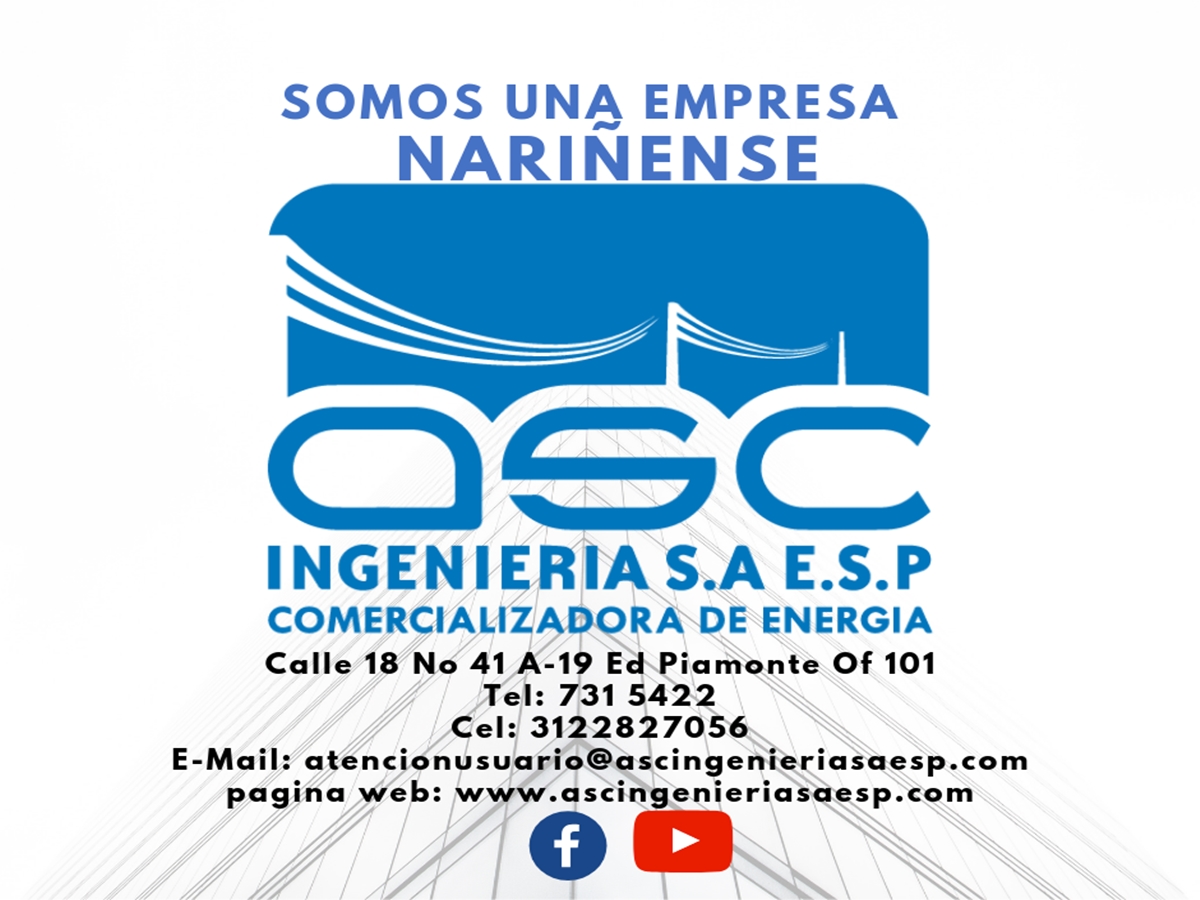 SOMOS UNA EMPRESA
NARIÑENSE
asc
INGENIERIA S.A E.S.P
COMERCIALIZADORA DE ENERGIA
Calle 18 No 41 A-19 Ed Piamonte Of 101
Tel: 731 5422
Cel: 3122827056
E-Mail: atencionusuario@ascingenieriasaesp.com
pagina web: www.ascingenieriasaesp.com